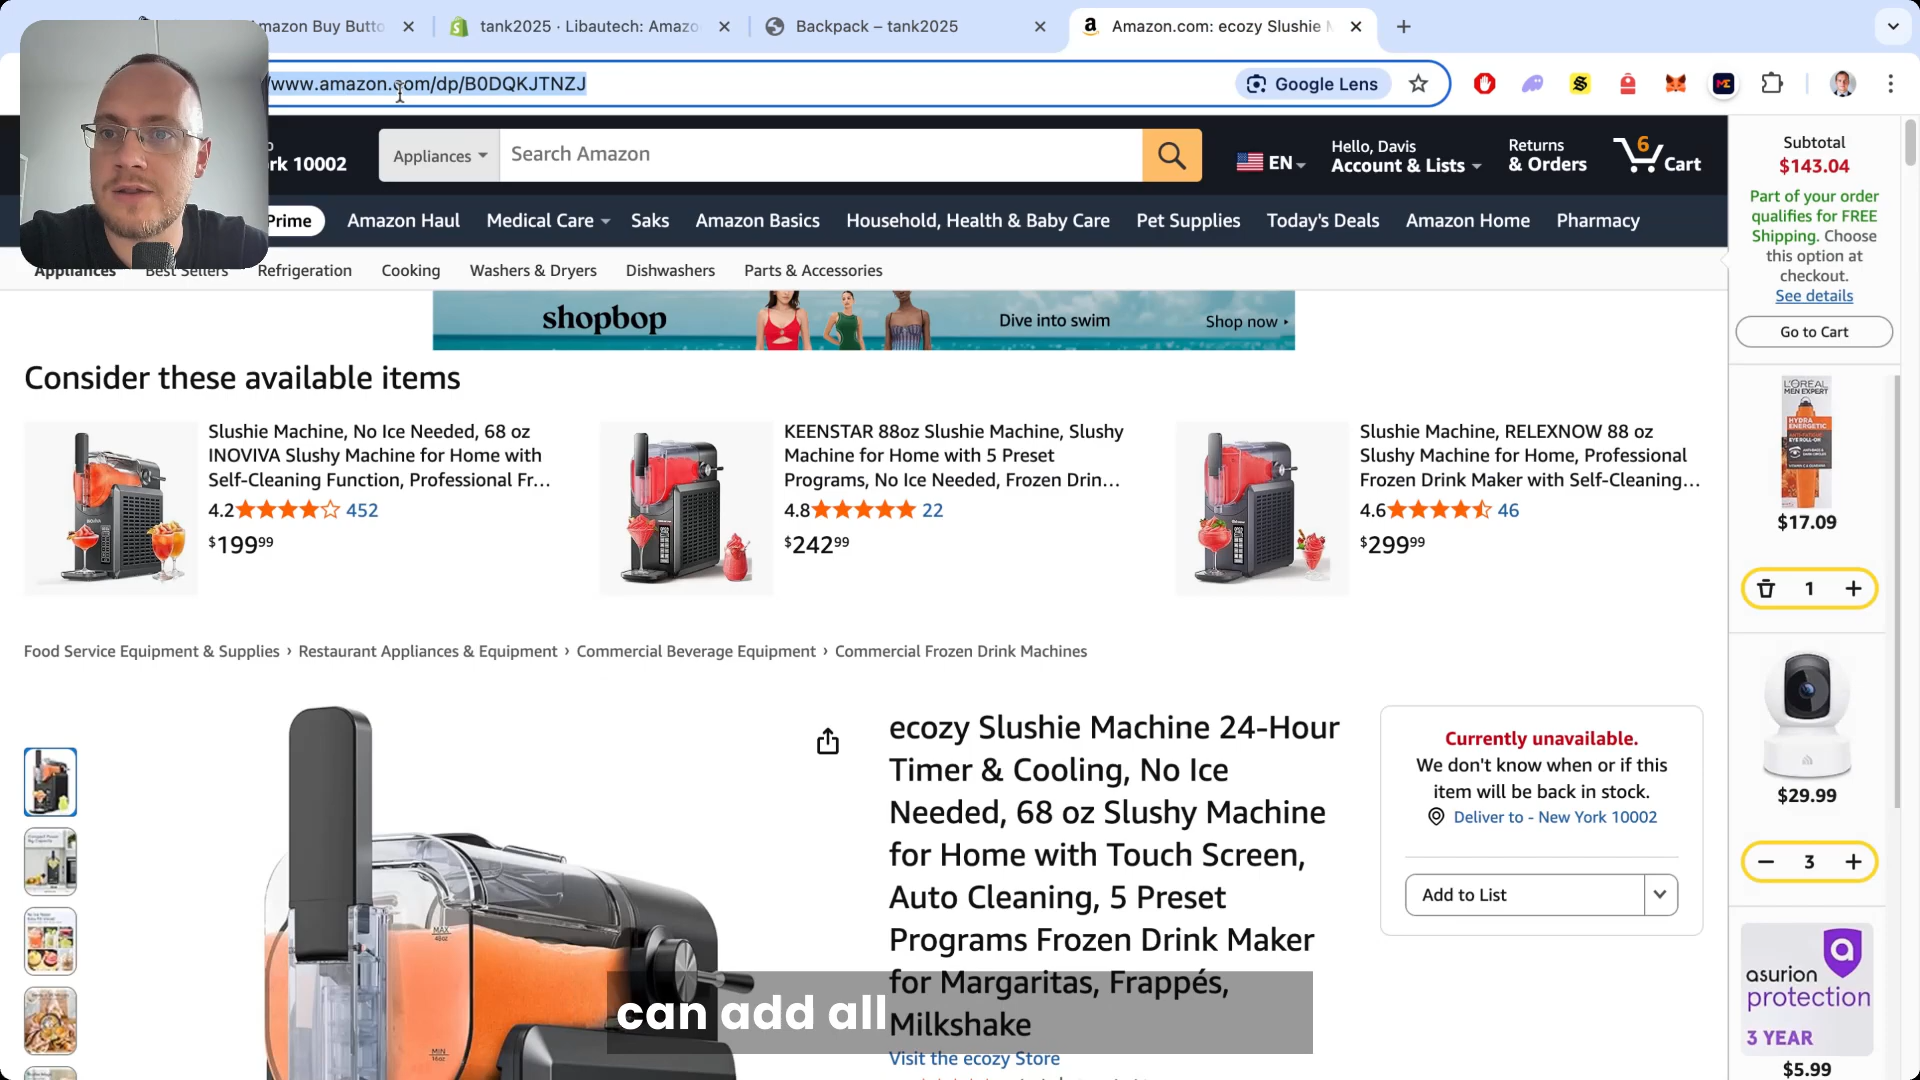 mazon Buy Butto
tank2025 · Libautech: Amazo
Backpack – tank2025
Amazon.com: ecozy Slushie M
/www.amazon.com/dp/B0DQKJTNZJ
Google Lens
rk 10002
Appliances
Search Amazon
EN
Hello, Davis
Account & Lists
Returns
& Orders
6
Cart
Prime
Amazon Haul
Medical Care
Saks
Amazon Basics
Household, Health & Baby Care
Pet Supplies
Today's Deals
Amazon Home
Pharmacy
Appliances
Best Sellers
Refrigeration
Cooking
Washers & Dryers
Dishwashers
Parts & Accessories
shopbop
Dive into swim
Shop now
Consider these available items
Slushie Machine, No Ice Needed, 68 oz
INOVIVA Slushy Machine for Home with
Self-Cleaning Function, Professional Fr...
4.2 452
$199.99
KEENSTAR 88oz Slushie Machine, Slushy
Machine for Home with 5 Preset
Programs, No Ice Needed, Frozen Drin...
4.8 22
$242.99
Slushie Machine, RELEXNOW 88 oz
Slushy Machine for Home, Professional
Frozen Drink Maker with Self-Cleaning...
4.6 46
$299.99
Food Service Equipment & Supplies › Restaurant Appliances & Equipment › Commercial Beverage Equipment › Commercial Frozen Drink Machines
ecozy Slushie Machine 24-Hour
Timer & Cooling, No Ice
Needed, 68 oz Slushy Machine
for Home with Touch Screen,
Auto Cleaning, 5 Preset
Programs Frozen Drink Maker
for Margaritas, Frappés,
Milkshake
Visit the ecozy Store
can add all
MAX
MIN
Currently unavailable.
We don't know when or if this
item will be back in stock.
Deliver to - New York 10002
Add to List
Subtotal
$143.04
Part of your order
qualifies for FREE
Shipping. Choose
this option at
checkout.
See details
Go to Cart
L'OREAL
MEN EXPERT
HYDRA
ENERGETIC
$17.09
1
$29.99
3
asurion
protection
3 YEAR
$5.99